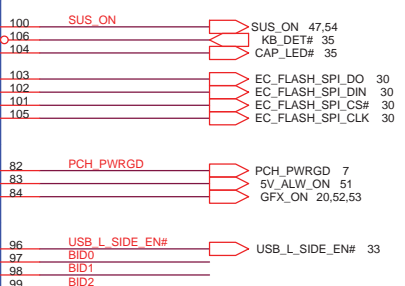 100 SUS_ON SUS_ON 47,54
106 KB_DET# 35
104 CAP_LED# 35
103 EC_FLASH_SPI_DO 30
102 EC_FLASH_SPI_DIN 30
101 EC_FLASH_SPI_CS# 30
105 EC_FLASH_SPI_CLK 30
82 PCH_PWRGD PCH_PWRGD 7
83 5V_ALW_ON 51
84 GFX_ON 20,52,53
96 USB_L_SIDE_EN# USB_L_SIDE_EN# 33
97 BID0
98 BID1
99 BID2